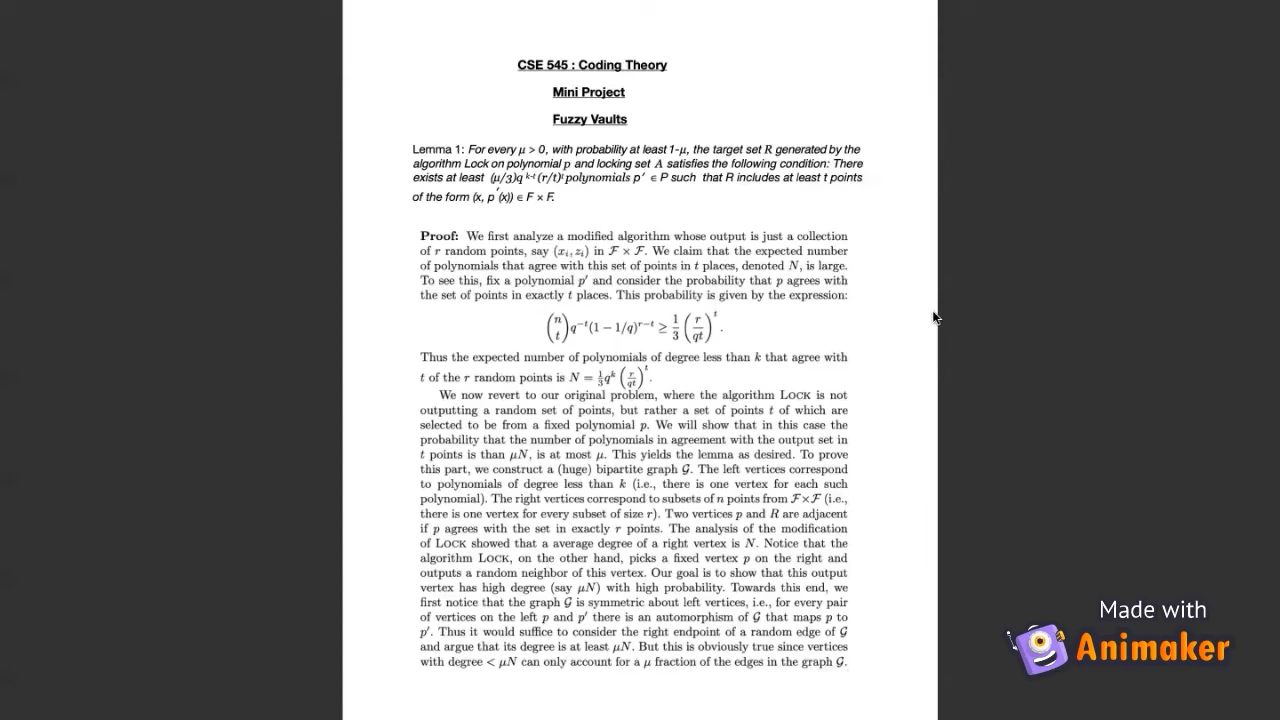 CSE 545 : Coding Theory
Mini Project
Fuzzy Vaults
Lemma 1: For every μ > 0, with probability at least 1-μ, the target set R generated by the
algorithm Lock on polynomial p and locking set A satisfies the following condition: There
exists at least (μ/3)q ᵏ⁻ᵗ (r/t)ᵗ polynomials p′ ∈ P such that R includes at least t points
of the form (x, p′(x)) ∈ F × F.
Proof: We first analyze a modified algorithm whose output is just a collection
of r random points, say (xᵢ, zᵢ) in ℱ × ℱ. We claim that the expected number
of polynomials that agree with this set of points in t places, denoted N, is large.
To see this, fix a polynomial p′ and consider the probability that p agrees with
the set of points in exactly t places. This probability is given by the expression:
(n t) q⁻ᵗ(1 − 1/q)ʳ⁻ᵗ ≥ 1/3 (r/qt)ᵗ.
Thus the expected number of polynomials of degree less than k that agree with
t of the r random points is N = 1/3 qᵏ (r/qt)ᵗ.
We now revert to our original problem, where the algorithm LOCK is not
outputting a random set of points, but rather a set of points t of which are
selected to be from a fixed polynomial p. We will show that in this case the
probability that the number of polynomials in agreement with the output set in
t points is than μN, is at most μ. This yields the lemma as desired. To prove
this part, we construct a (huge) bipartite graph 𝒢. The left vertices correspond
to polynomials of degree less than k (i.e., there is one vertex for each such
polynomial). The right vertices correspond to subsets of n points from ℱ×ℱ (i.e.,
there is one vertex for every subset of size r). Two vertices p and R are adjacent
if p agrees with the set in exactly r points. The analysis of the modification
of LOCK showed that a average degree of a right vertex is N. Notice that the
algorithm LOCK, on the other hand, picks a fixed vertex p on the right and
outputs a random neighbor of this vertex. Our goal is to show that this output
vertex has high degree (say μN) with high probability. Towards this end, we
first notice that the graph 𝒢 is symmetric about left vertices, i.e., for every pair
of vertices on the left p and p′ there is an automorphism of 𝒢 that maps p to
p′. Thus it would suffice to consider the right endpoint of a random edge of 𝒢
and argue that its degree is at least μN. But this is obviously true since vertices
with degree < μN can only account for a μ fraction of the edges in the graph 𝒢.
Made with
Animaker